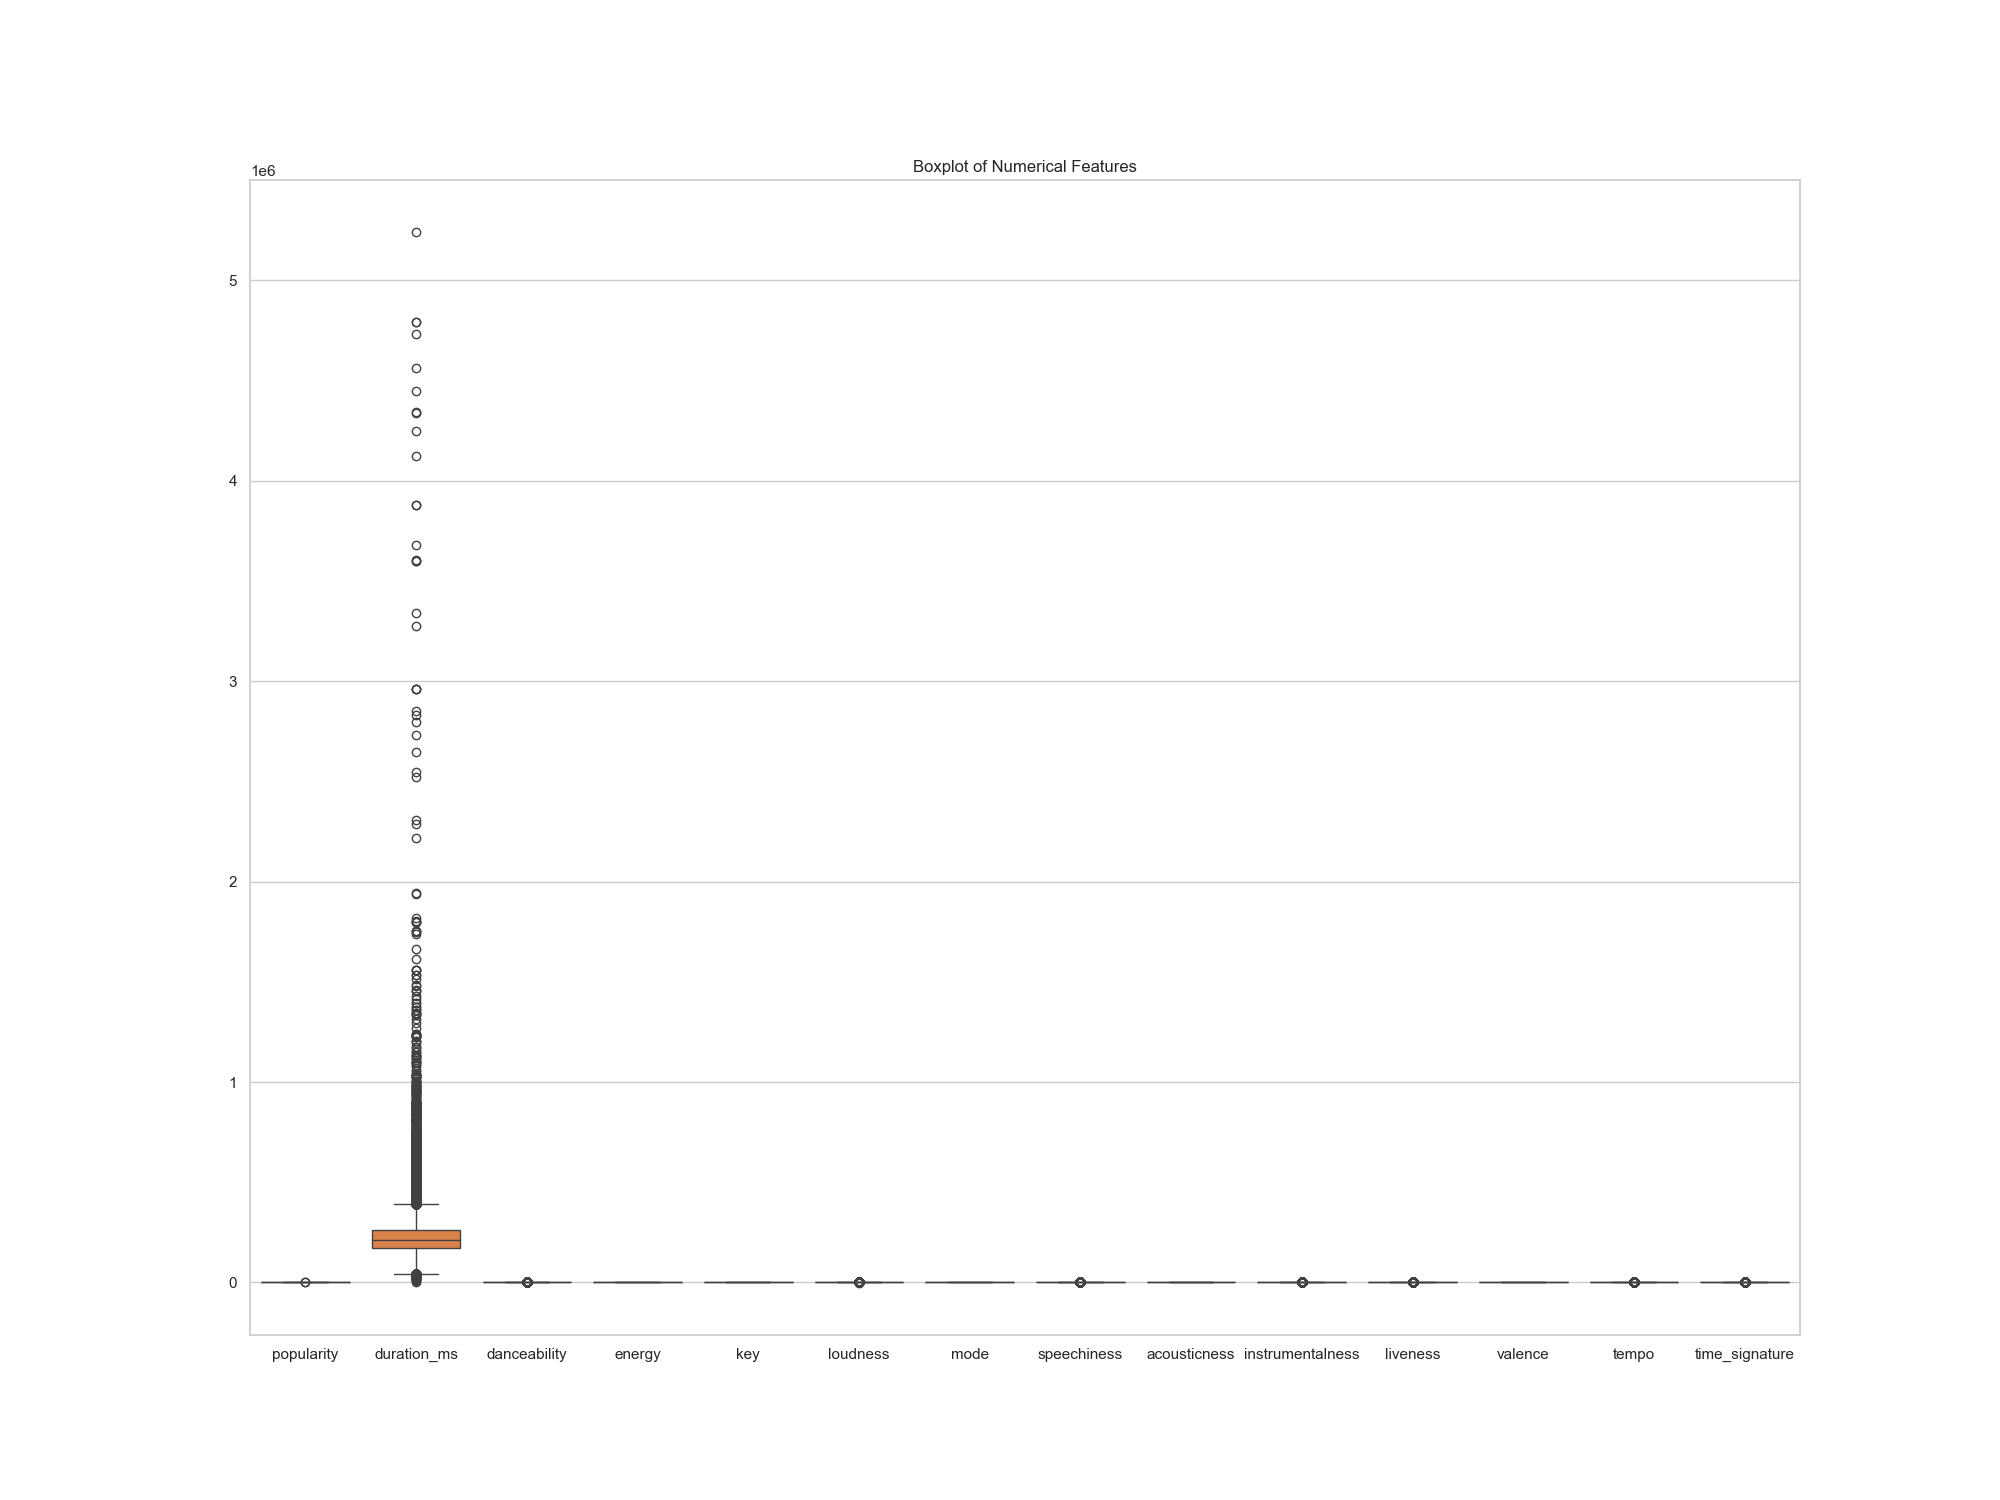 Boxplot of Numerical Features
1e6
5
4
3
2
1
0
popularity duration_ms danceability energy key loudness mode speechiness acousticness instrumentalness liveness valence tempo time_signature